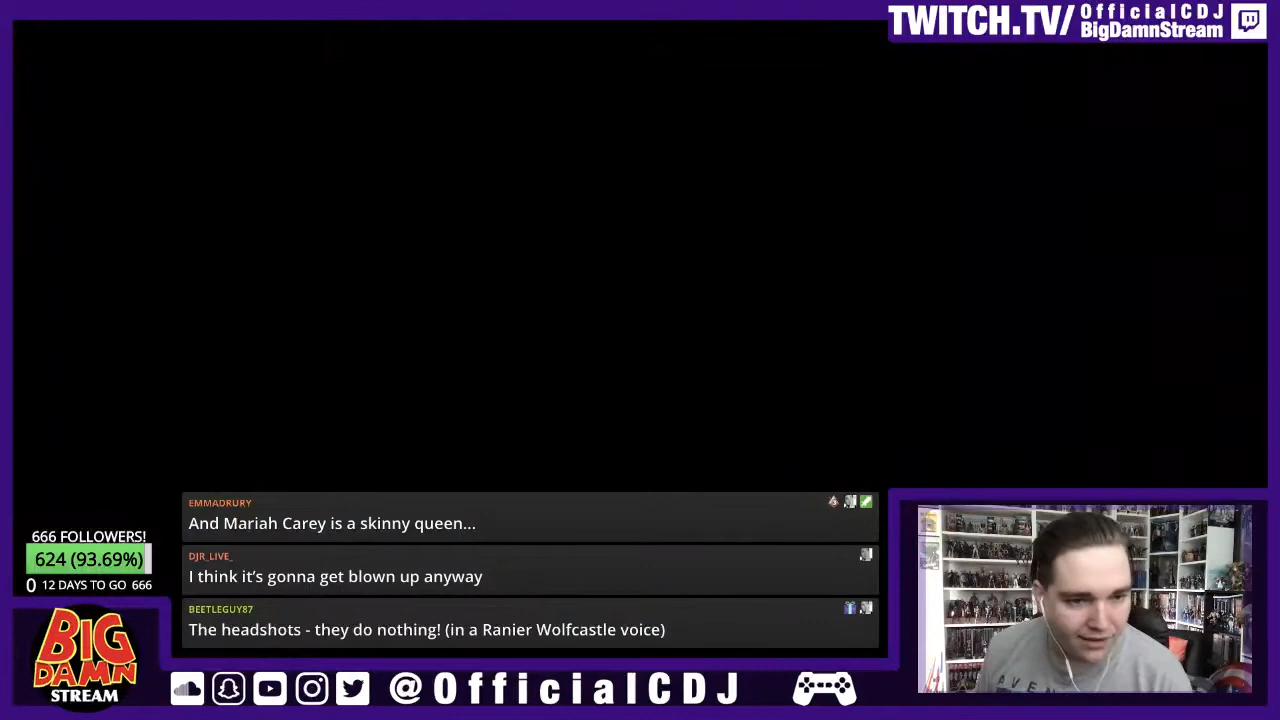 TWITCH.TV/
OfficialCDJ
BigDamnStream
EMMADRURY
And Mariah Carey is a skinny queen...
DJR_LIVE_
I think it's gonna get blown up anyway
BEETLEGUY87
The headshots - they do nothing! (in a Ranier Wolfcastle voice)
666 FOLLOWERS!
624 (93.69%)
0 12 DAYS TO GO 666
BIG
DAMN
STREAM
@OfficialCDJ
AVEN